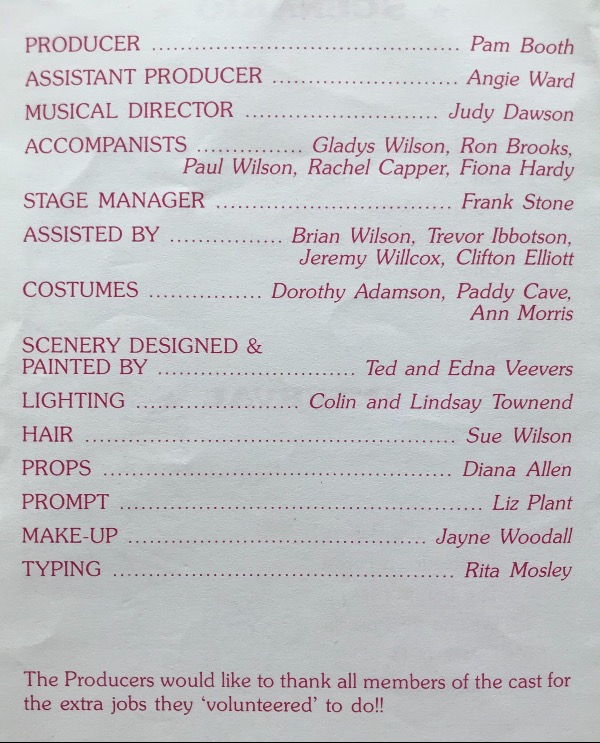 PRODUCER ........................................... Pam Booth
ASSISTANT PRODUCER .......................... Angie Ward
MUSICAL DIRECTOR ........................... Judy Dawson
ACCOMPANISTS ............... Gladys Wilson, Ron Brooks,
Paul Wilson, Rachel Capper, Fiona Hardy
STAGE MANAGER ................................. Frank Stone
ASSISTED BY ................ Brian Wilson, Trevor Ibbotson,
Jeremy Willcox, Clifton Elliott
COSTUMES ................ Dorothy Adamson, Paddy Cave,
Ann Morris
SCENERY DESIGNED &
PAINTED BY ............................ Ted and Edna Veevers
LIGHTING ....................... Colin and Lindsay Townend
HAIR .................................................... Sue Wilson
PROPS ................................................. Diana Allen
PROMPT ............................................... Liz Plant
MAKE-UP .......................................... Jayne Woodall
TYPING ................................................ Rita Mosley
The Producers would like to thank all members of the cast for
the extra jobs they ‘volunteered’ to do!!